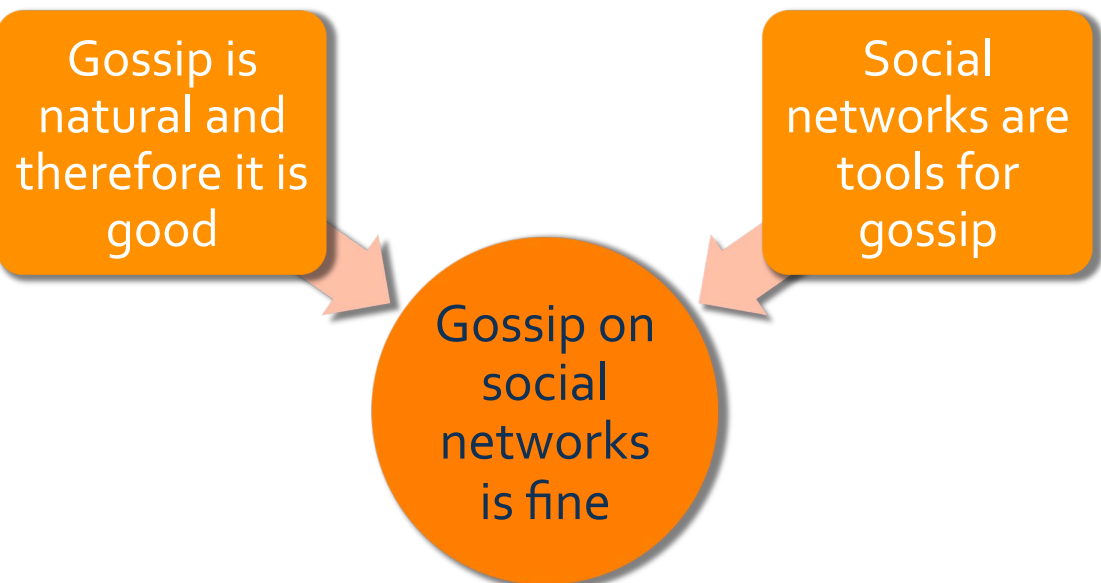 Gossip is
natural and
therefore it is
good
Social
networks are
tools for
gossip
Gossip on
social
networks
is fine